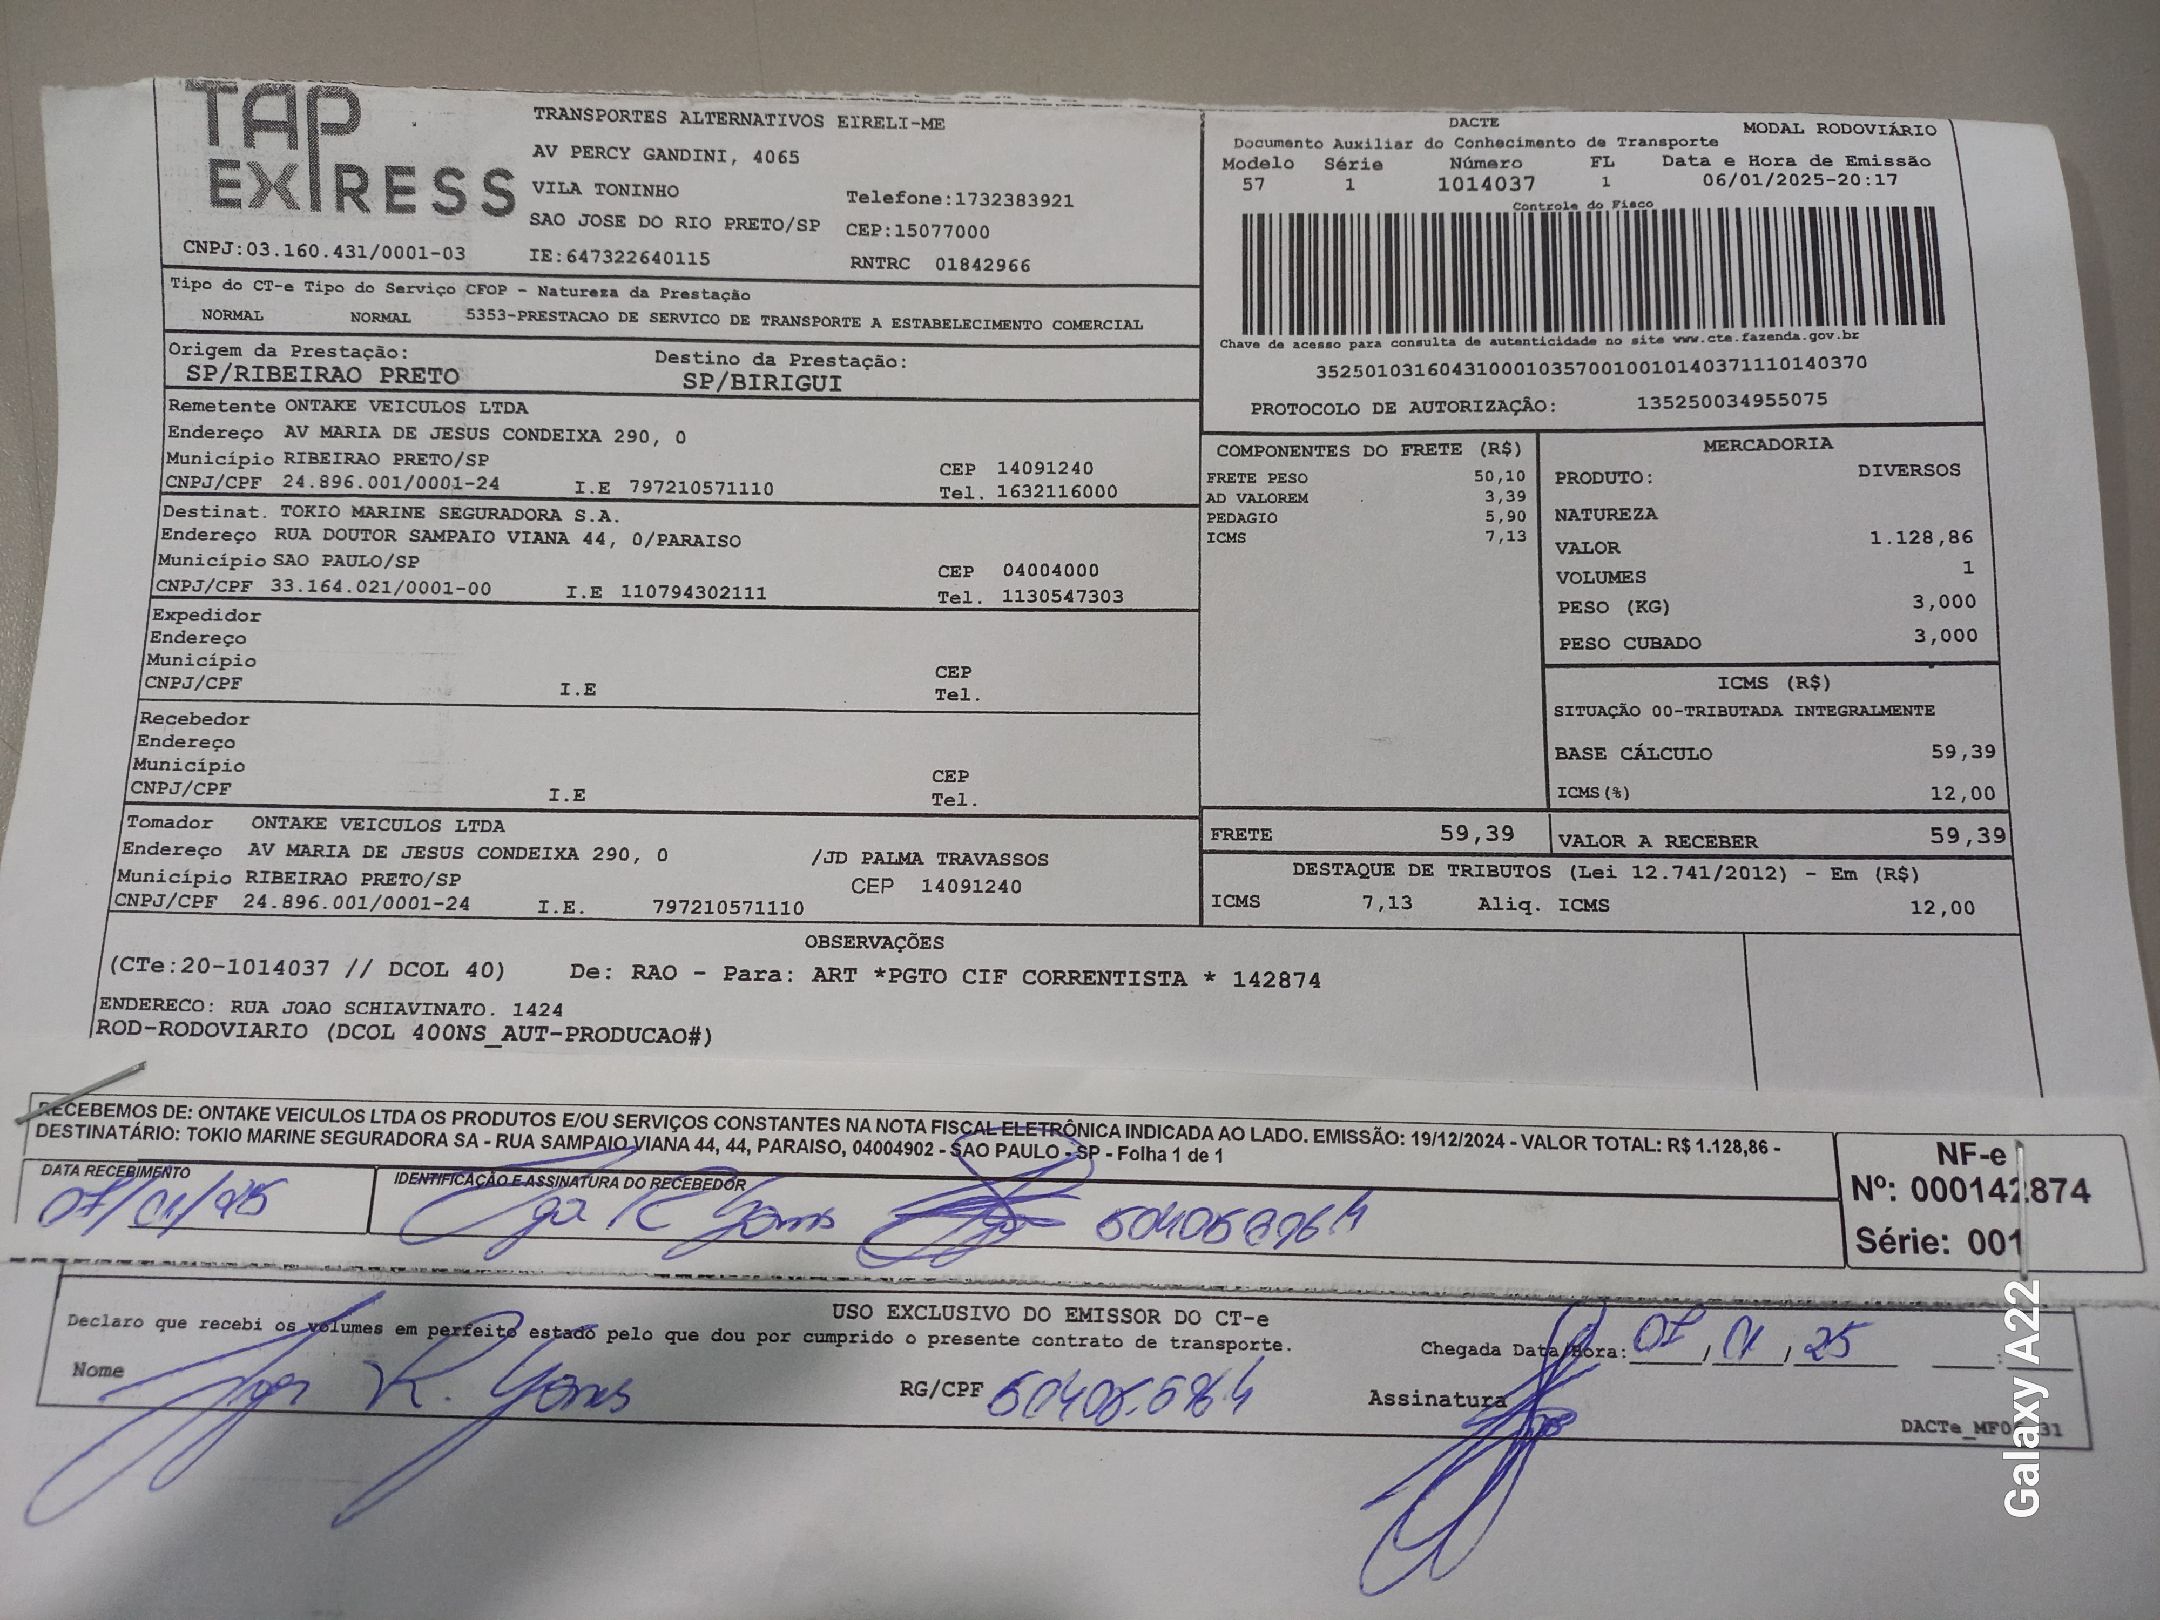 TAP EXPRESS
TRANSPORTES ALTERNATIVOS EIRELI-ME
AV PERCY GANDINI, 4065
VILA TONINHO
Telefone:1732383921
SAO JOSE DO RIO PRETO/SP CEP:15077000
CNPJ:03.160.431/0001-03 IE:647322640115 RNTRC 01842966
DACTE
MODAL RODOVIÁRIO
Documento Auxiliar do Conhecimento de Transporte
Modelo Série Número FL Data e Hora de Emissão
57 1 1014037 1 06/01/2025-20:17
Controle do Fisco
Chave de acesso para consulta de autenticidade no site www.cte.fazenda.gov.br
35250103160431000103570010010140371110140370
PROTOCOLO DE AUTORIZAÇÃO: 135250034955075
Tipo do CT-e Tipo do Serviço CFOP - Natureza da Prestação
NORMAL NORMAL 5353-PRESTACAO DE SERVICO DE TRANSPORTE A ESTABELECIMENTO COMERCIAL
Origem da Prestação: Destino da Prestação:
SP/RIBEIRAO PRETO SP/BIRIGUI
Remetente ONTAKE VEICULOS LTDA
Endereço AV MARIA DE JESUS CONDEIXA 290, 0
Município RIBEIRAO PRETO/SP CEP 14091240
CNPJ/CPF 24.896.001/0001-24 I.E 797210571110 Tel. 1632116000
Destinat. TOKIO MARINE SEGURADORA S.A.
Endereço RUA DOUTOR SAMPAIO VIANA 44, 0/PARAISO
Município SAO PAULO/SP CEP 04004000
CNPJ/CPF 33.164.021/0001-00 I.E 110794302111 Tel. 1130547303
Expedidor
Endereço
Município CEP
CNPJ/CPF I.E Tel.
Recebedor
Endereço
Município CEP
CNPJ/CPF I.E Tel.
Tomador ONTAKE VEICULOS LTDA
Endereço AV MARIA DE JESUS CONDEIXA 290, 0 /JD PALMA TRAVASSOS
Município RIBEIRAO PRETO/SP CEP 14091240
CNPJ/CPF 24.896.001/0001-24 I.E. 797210571110
COMPONENTES DO FRETE (R$)
FRETE PESO 50,10
AD VALOREM 3,39
PEDAGIO 5,90
ICMS 7,13
MERCADORIA
PRODUTO: DIVERSOS
NATUREZA
VALOR 1.128,86
VOLUMES 1
PESO (KG) 3,000
PESO CUBADO 3,000
ICMS (R$)
SITUAÇÃO 00-TRIBUTADA INTEGRALMENTE
BASE CÁLCULO 59,39
ICMS(%) 12,00
FRETE 59,39 VALOR A RECEBER 59,39
DESTAQUE DE TRIBUTOS (Lei 12.741/2012) - Em (R$)
ICMS 7,13 Aliq. ICMS 12,00
OBSERVAÇÕES
(CTe:20-1014037 // DCOL 40) De: RAO - Para: ART *PGTO CIF CORRENTISTA * 142874
ENDERECO: RUA JOAO SCHIAVINATO. 1424
ROD-RODOVIARIO (DCOL 400NS_AUT-PRODUCAO#)
RECEBEMOS DE: ONTAKE VEICULOS LTDA OS PRODUTOS E/OU SERVIÇOS CONSTANTES NA NOTA FISCAL ELETRÔNICA INDICADA AO LADO. EMISSÃO: 19/12/2024 - VALOR TOTAL: R$ 1.128,86 -
DESTINATÁRIO: TOKIO MARINE SEGURADORA SA - RUA SAMPAIO VIANA 44, 44, PARAISO, 04004902 - SAO PAULO - SP - Folha 1 de 1
DATA RECEBIMENTO IDENTIFICAÇÃO E ASSINATURA DO RECEBEDOR
07/01/25
NF-e
Nº: 000142874
Série: 001
USO EXCLUSIVO DO EMISSOR DO CT-e
Declaro que recebi os volumes em perfeito estado pelo que dou por cumprido o presente contrato de transporte.
Chegada Data/Hora: 07/01/25
Nome RG/CPF Assinatura
Galaxy A22